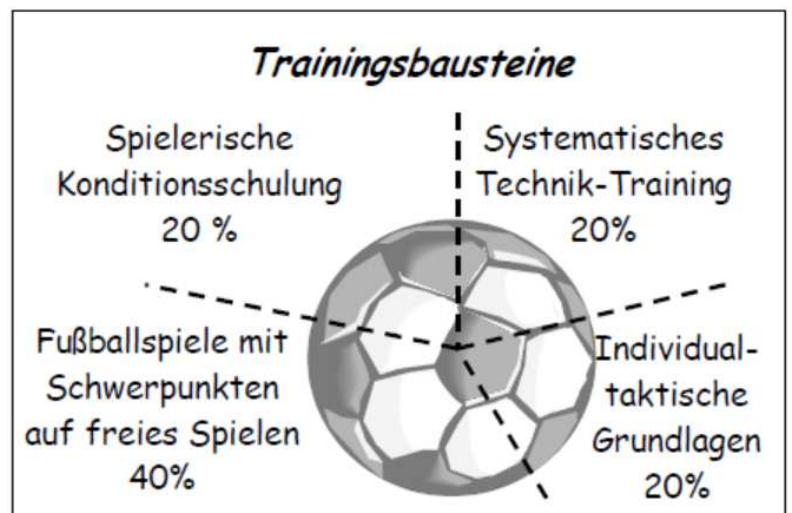 Trainingsbausteine
Spielerische
Konditionsschulung
20 %
Systematisches
Technik-Training
20%
Fußballspiele mit
Schwerpunkten
auf freies Spielen
40%
Individual-
taktische
Grundlagen
20%